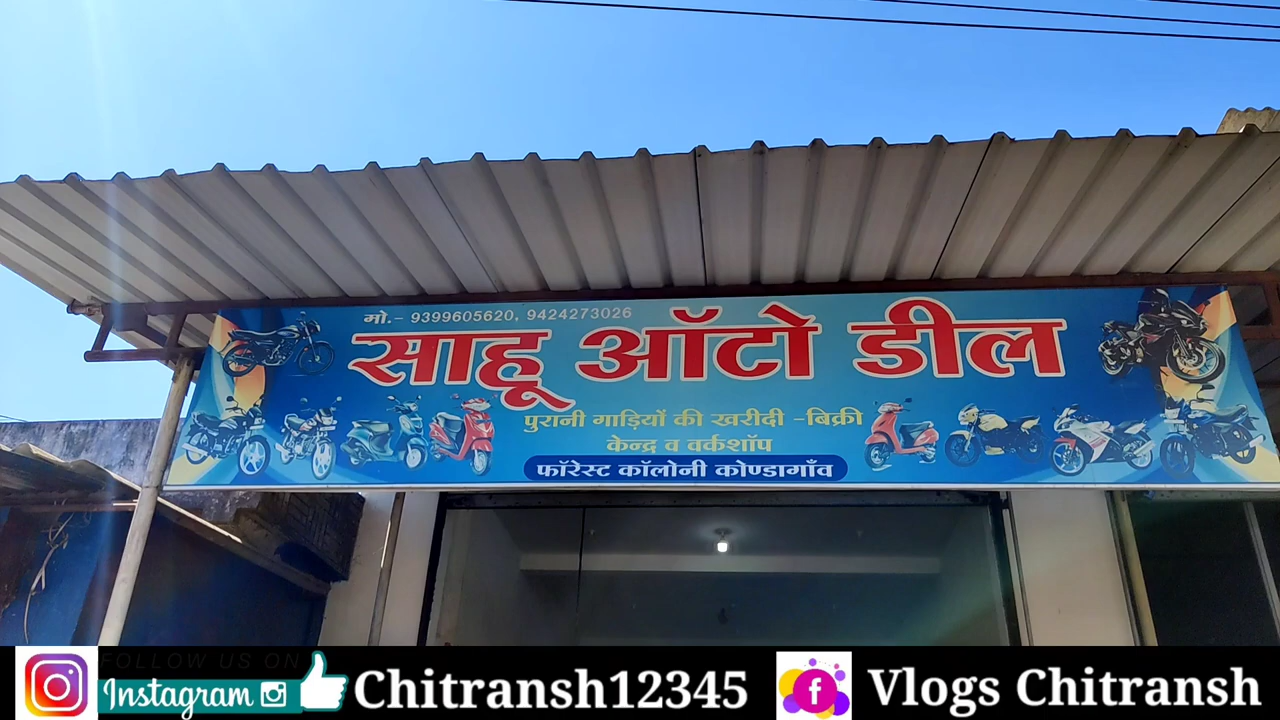 मो.- 9399605620, 9424273026
साहू ऑटो डील
पुरानी गाड़ियों की खरीदी -बिक्री
केन्द्र व वर्कशॉप
फॉरेस्ट कॉलोनी कोण्डागाँव
FOLLOW US ON
Instagram
Chitransh12345
Vlogs Chitransh